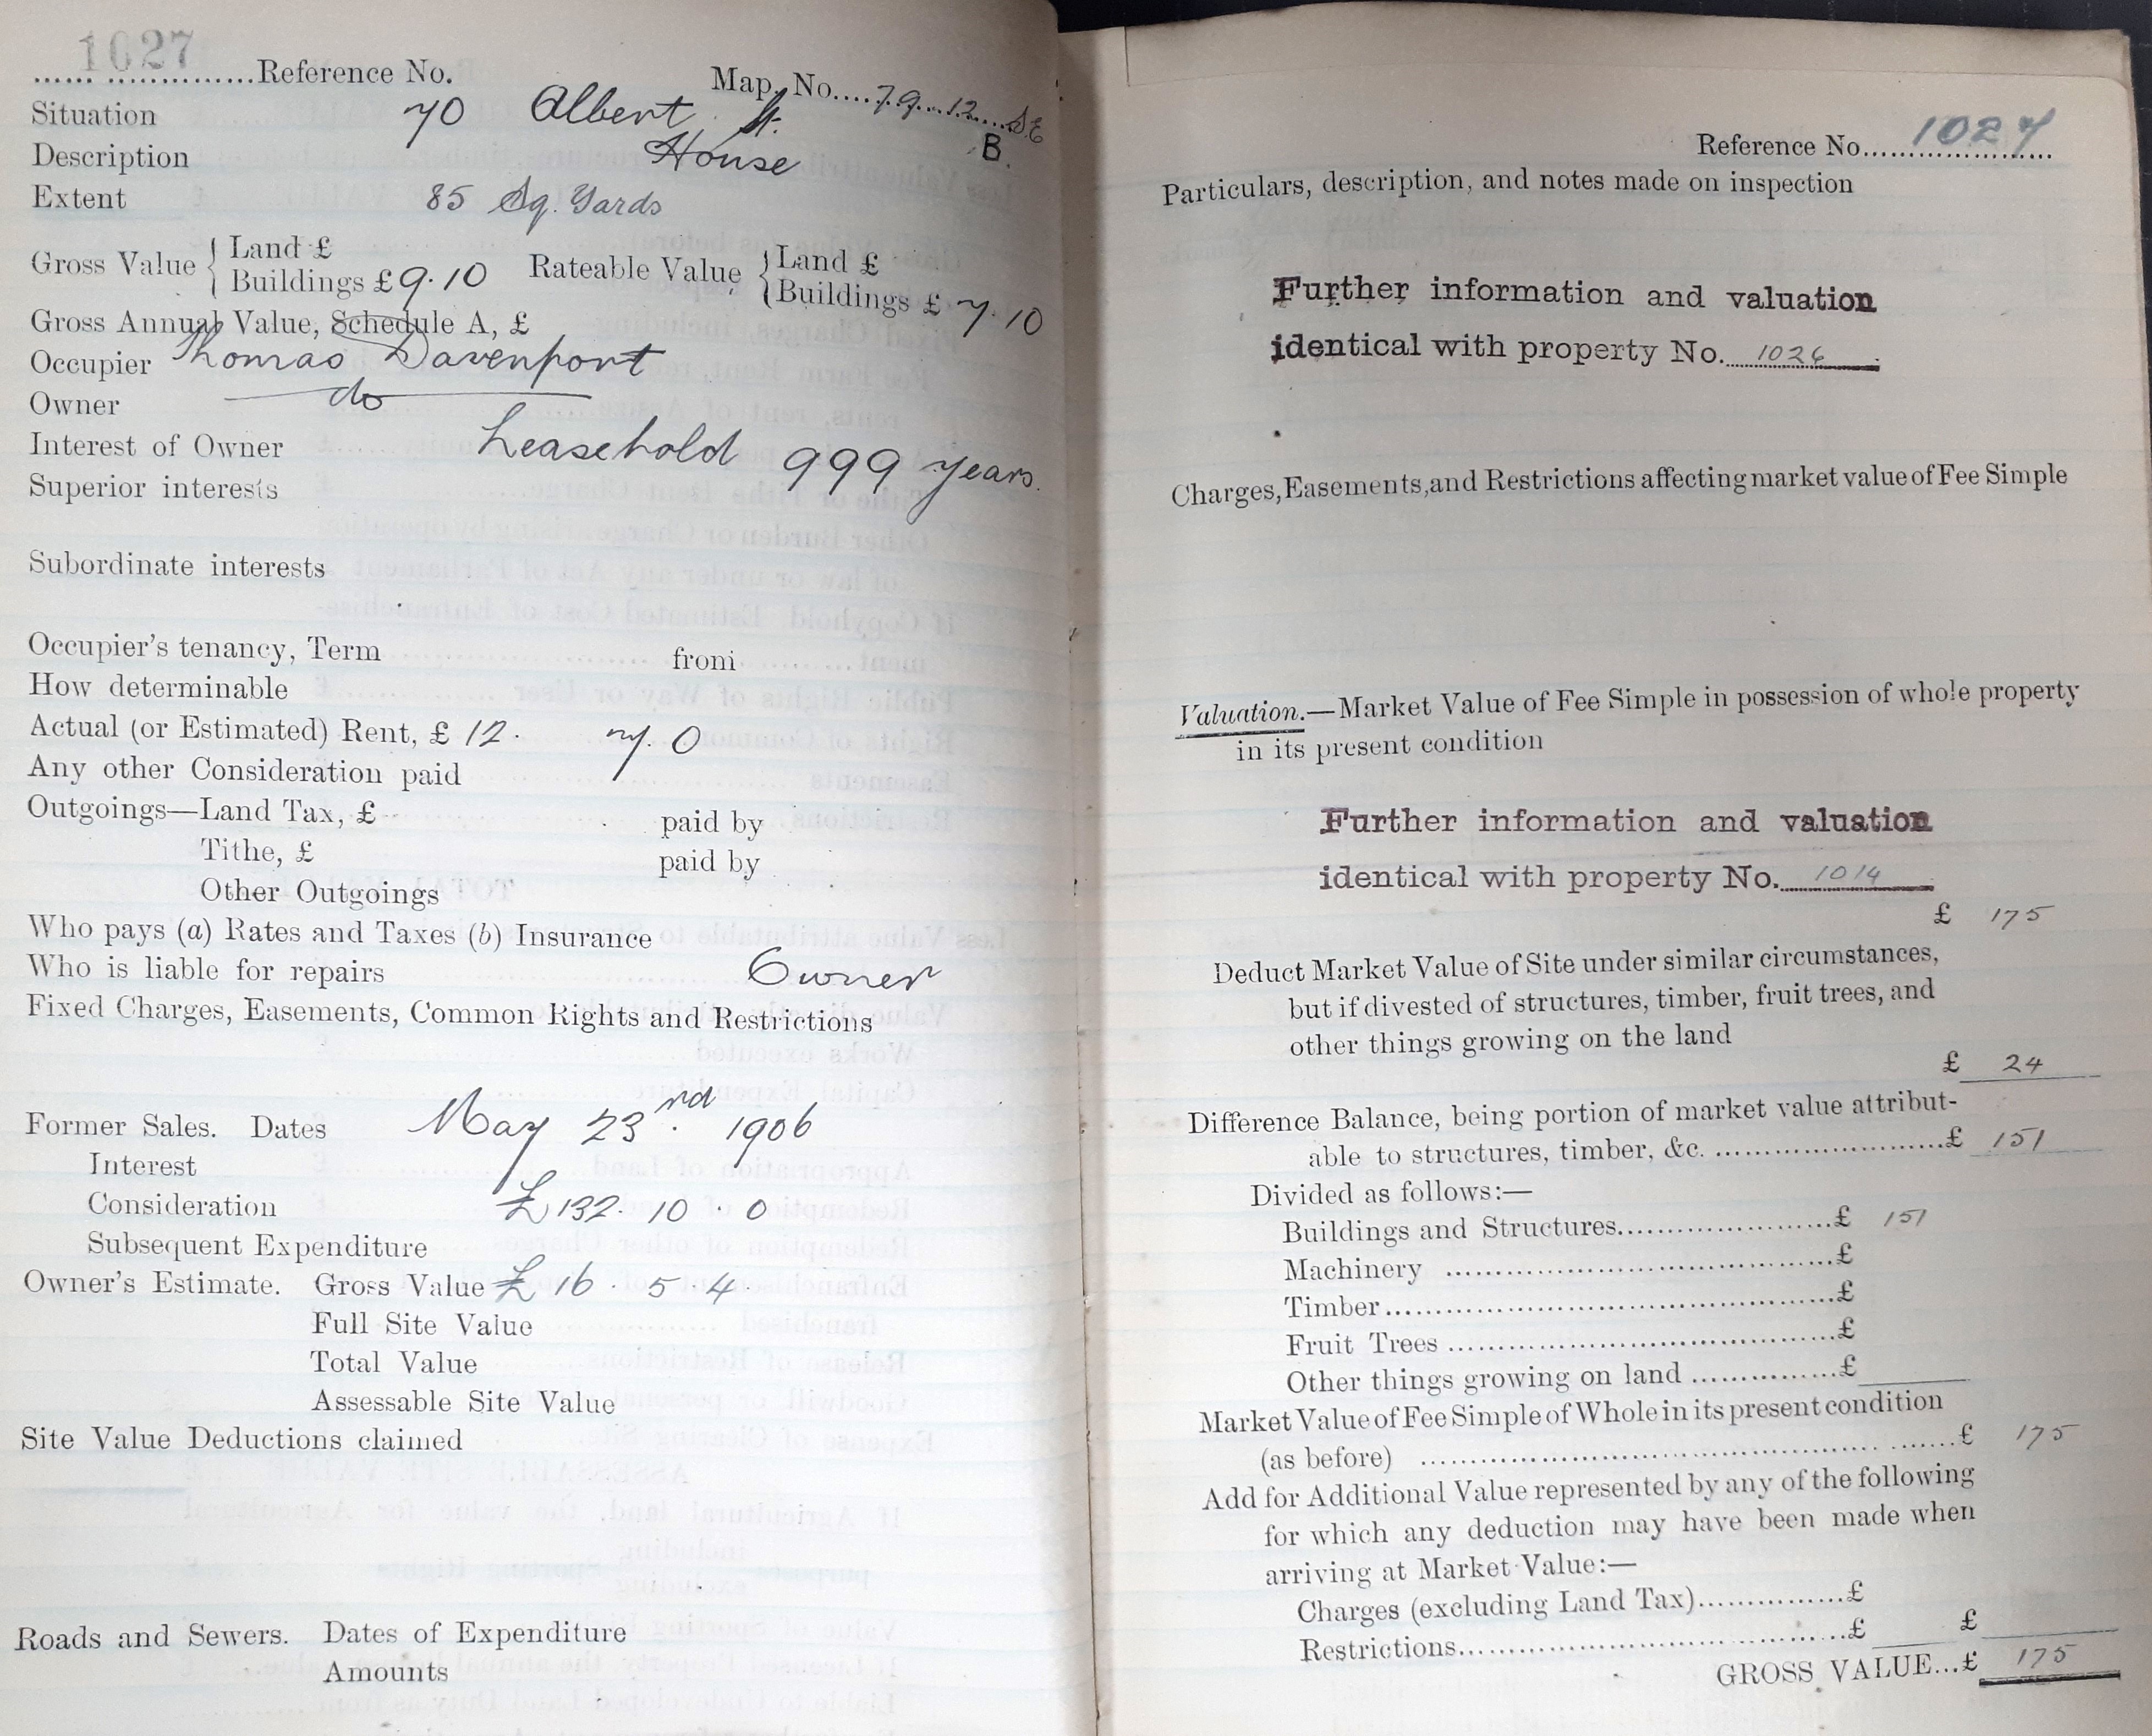 1027
Reference No. Map. No. 79. 12. SE
Situation 70 Albert St. B.
Description House
Extent 85 Sq. Yards
Gross Value { Land £ Rateable Value { Land £
Buildings £ 9.10 Buildings £ 7.10
Gross Annual Value, Schedule A, £
Occupier Thomas Davenport
Owner do
Interest of Owner Leasehold 999 years.
Superior interests
Subordinate interests
Occupier's tenancy, Term from
How determinable
Actual (or Estimated) Rent, £ 12. 7. 0
Any other Consideration paid
Outgoings—Land Tax, £ paid by
Tithe, £ paid by
Other Outgoings
Who pays (a) Rates and Taxes (b) Insurance
Who is liable for repairs Owner
Fixed Charges, Easements, Common Rights and Restrictions
Former Sales. Dates May 23rd. 1906
Interest
Consideration £132. 10. 0
Subsequent Expenditure
Owner's Estimate. Gross Value £16. 5 4.
Full Site Value
Total Value
Assessable Site Value
Site Value Deductions claimed
Roads and Sewers. Dates of Expenditure
Amounts
Reference No. 1027
Particulars, description, and notes made on inspection
Further information and valuation
identical with property No. 1026.
Charges, Easements, and Restrictions affecting market value of Fee Simple
Valuation.—Market Value of Fee Simple in possession of whole property
in its present condition
Further information and valuation
identical with property No. 1014
£ 175
Deduct Market Value of Site under similar circumstances,
but if divested of structures, timber, fruit trees, and
other things growing on the land
£ 24
Difference Balance, being portion of market value attribut-
able to structures, timber, &c. £ 151
Divided as follows:—
Buildings and Structures £ 151
Machinery £
Timber £
Fruit Trees £
Other things growing on land £
Market Value of Fee Simple of Whole in its present condition
(as before) £ 175
Add for Additional Value represented by any of the following
for which any deduction may have been made when
arriving at Market Value:—
Charges (excluding Land Tax) £
Restrictions £ £
GROSS VALUE...£ 175